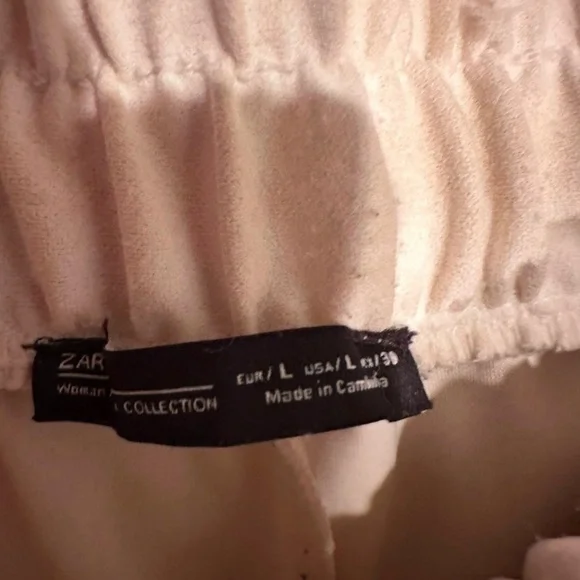 ZAR
Woman COLLECTION
EUR/ L USA/ L
Made in